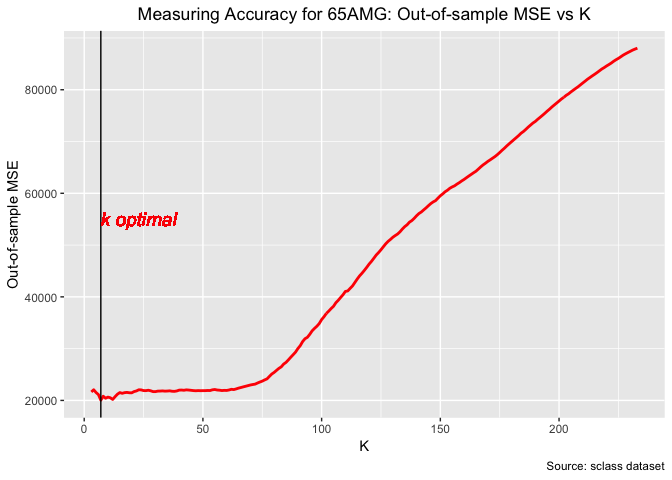 Measuring Accuracy for 65AMG: Out-of-sample MSE vs K
Out-of-sample MSE
80000
60000
40000
20000
k optimal
0 50 100 150 200
K
Source: sclass dataset